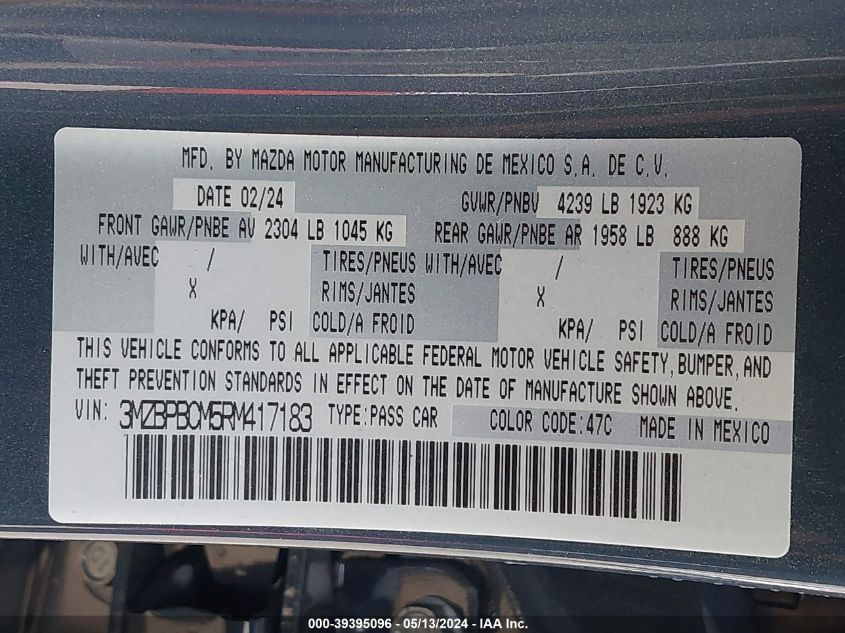 MFD. BY MAZDA MOTOR MANUFACTURING DE MEXICO S.A. DE C.V.
DATE 02/24 GVWR/PNBV 4239 LB 1923 KG
FRONT GAWR/PNBE AV 2304 LB 1045 KG REAR GAWR/PNBE AR 1958 LB 888 KG
WITH/AVEC / TIRES/PNEUS WITH/AVEC / TIRES/PNEUS
X RIMS/JANTES X RIMS/JANTES
KPA/ PSI COLD/A FROID KPA/ PSI COLD/A FROID
THIS VEHICLE CONFORMS TO ALL APPLICABLE FEDERAL MOTOR VEHICLE SAFETY,BUMPER,AND
THEFT PREVENTION STANDARDS IN EFFECT ON THE DATE OF MANUFACTURE SHOWN ABOVE.
VIN: 3MZBPBCM5RM417183 TYPE:PASS CAR COLOR CODE:47C MADE IN MEXICO
000-39395096 - 05/13/2024 - IAA Inc.